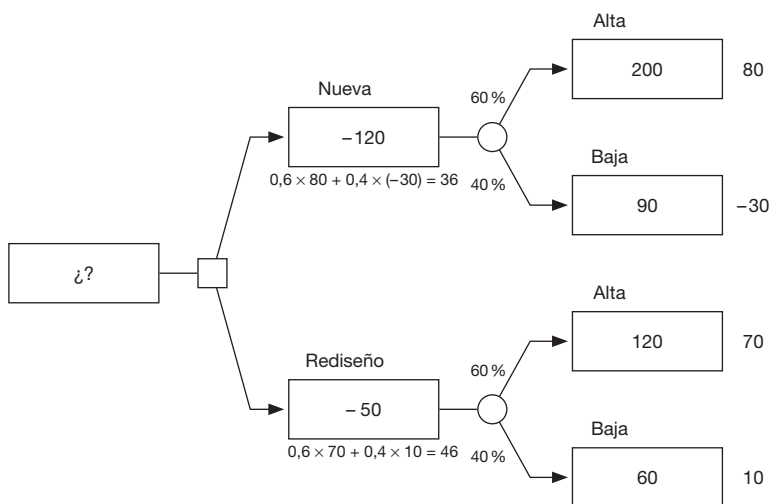 Alta
200 80
Nueva
60 %
–120
0,6 × 80 + 0,4 × (–30) = 36
40 %
Baja
90 –30
¿?
Alta
120 70
Rediseño
60 %
– 50
0,6 × 70 + 0,4 × 10 = 46
40 %
Baja
60 10